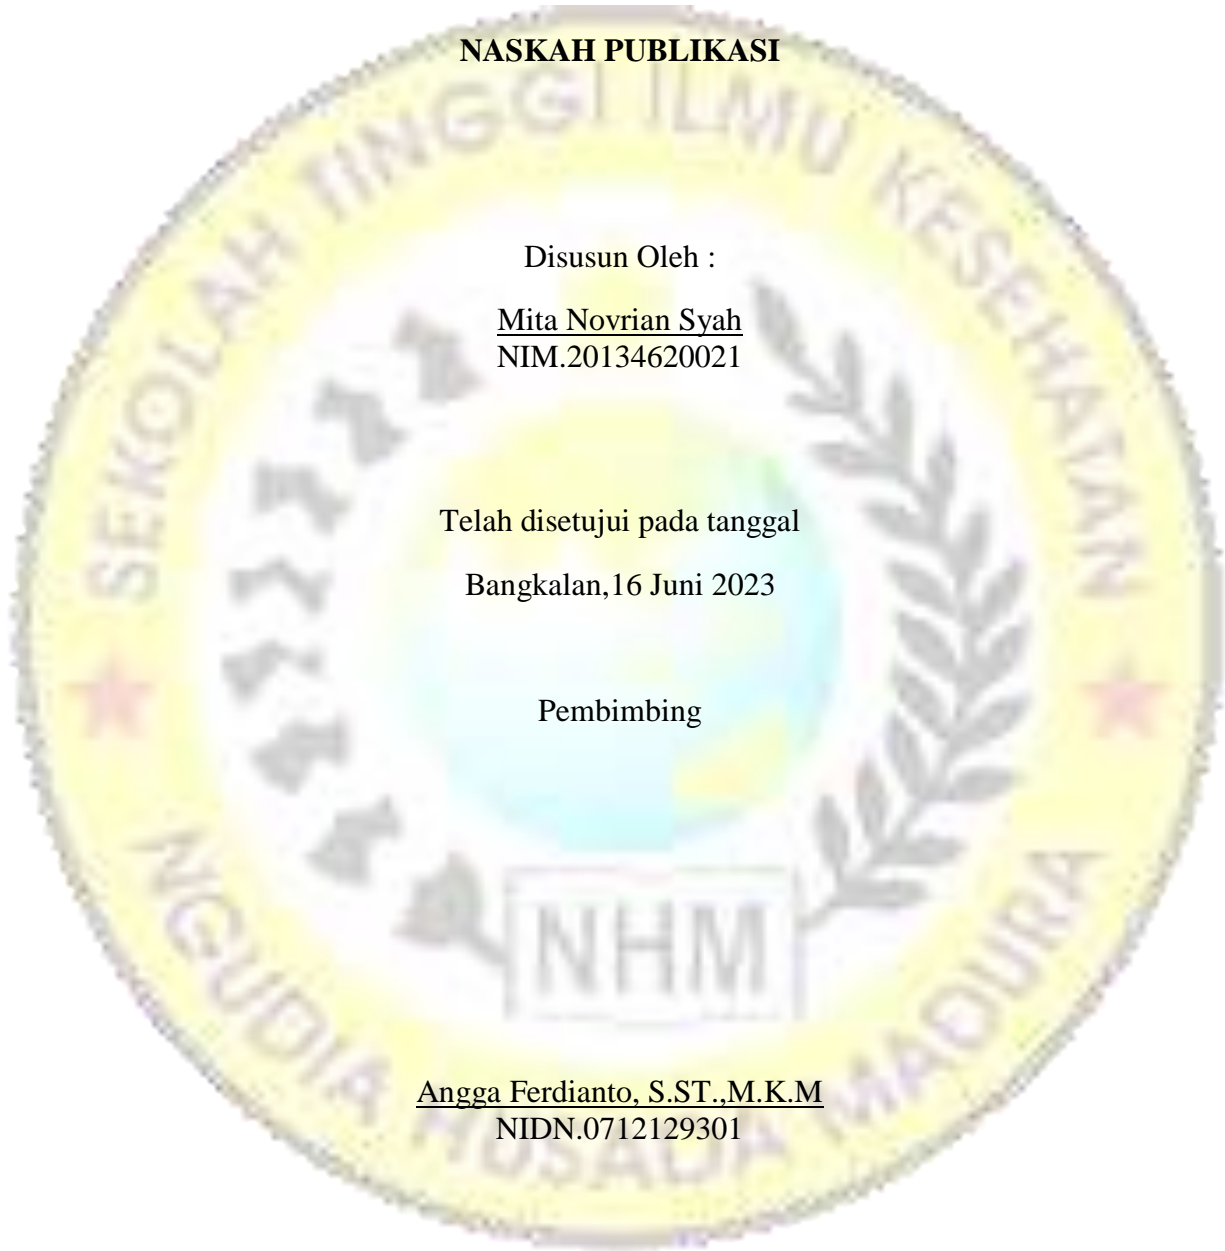 NASKAH PUBLIKASI
SEKOLAH TINGGI ILMU KESEHATAN
Disusun Oleh :
Mita Novrian Syah
NIM.20134620021
Telah disetujui pada tanggal
Bangkalan,16 Juni 2023
Pembimbing
NHM
Angga Ferdianto, S.ST.,M.K.M
NIDN.0712129301
NGUDIA HUSADA MADURA